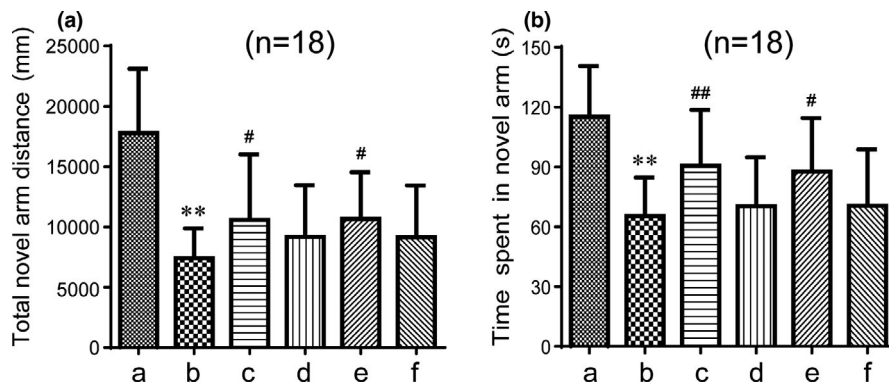 (a)
(n=18)
Total novel arm distance (mm)
25000
20000
15000
10000
5000
0
**
#
#
a b c d e f
(b)
(n=18)
Time spent in novel arm (s)
150
120
90
60
30
0
**
##
#
a b c d e f